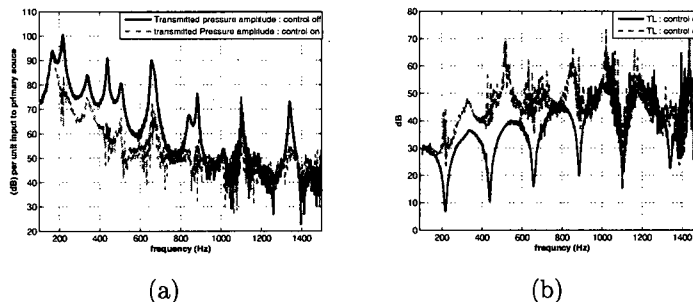 Transmitted pressure amplitude : control off
transmitted Pressure amplitude : control on
(dB) per unit input to primary source
110
100
90
80
70
60
50
40
30
20
200 400 600 800 1000 1200 1400
frequency (Hz)
(a)
TL : control
TL : control
dB
80
70
60
50
40
30
20
10
0
200 400 600 800 1000 1200 1400
frequncy (Hz)
(b)